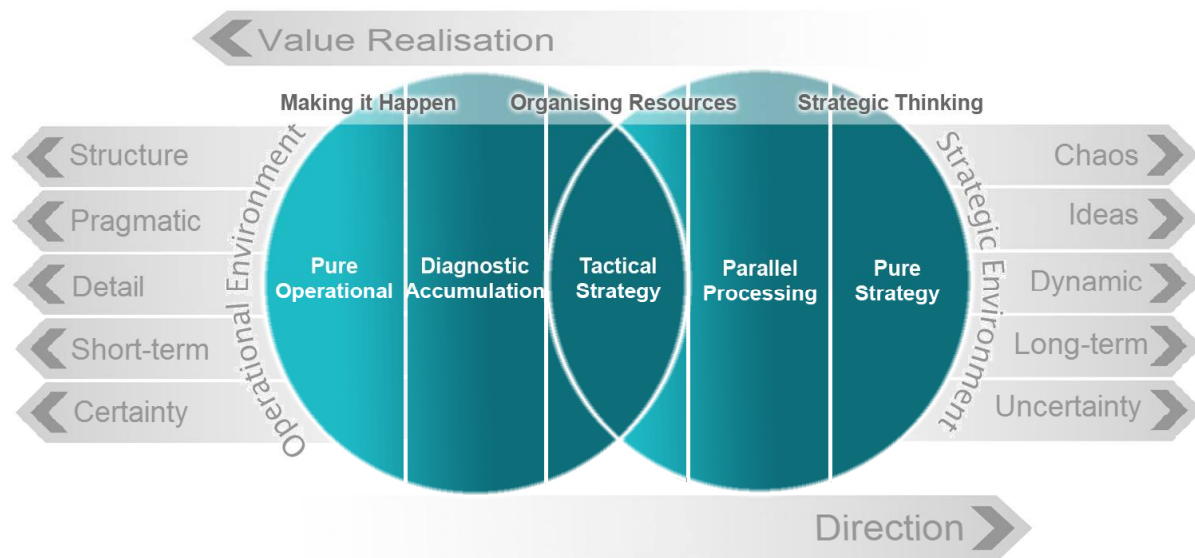 Value Realisation
Making it Happen
Organising Resources
Strategic Thinking
Operational Environment
Structure
Pragmatic
Detail
Short-term
Certainty
Pure
Operational
Diagnostic
Accumulation
Tactical
Strategy
Parallel
Processing
Pure
Strategy
Strategic Environment
Chaos
Ideas
Dynamic
Long-term
Uncertainty
Direction